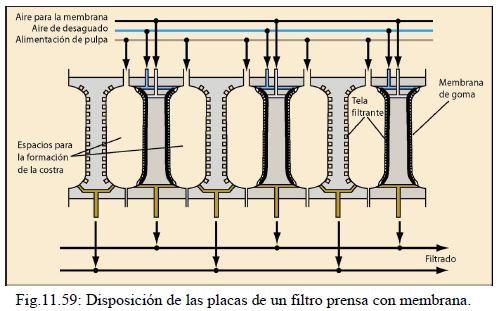 Aire para la membrana
Aire de desaguado
Alimentación de pulpa
Membrana
de goma
Tela
filtrante
Espacios para
la formación
de la costra
Filtrado
Fig.11.59: Disposición de las placas de un filtro prensa con membrana.